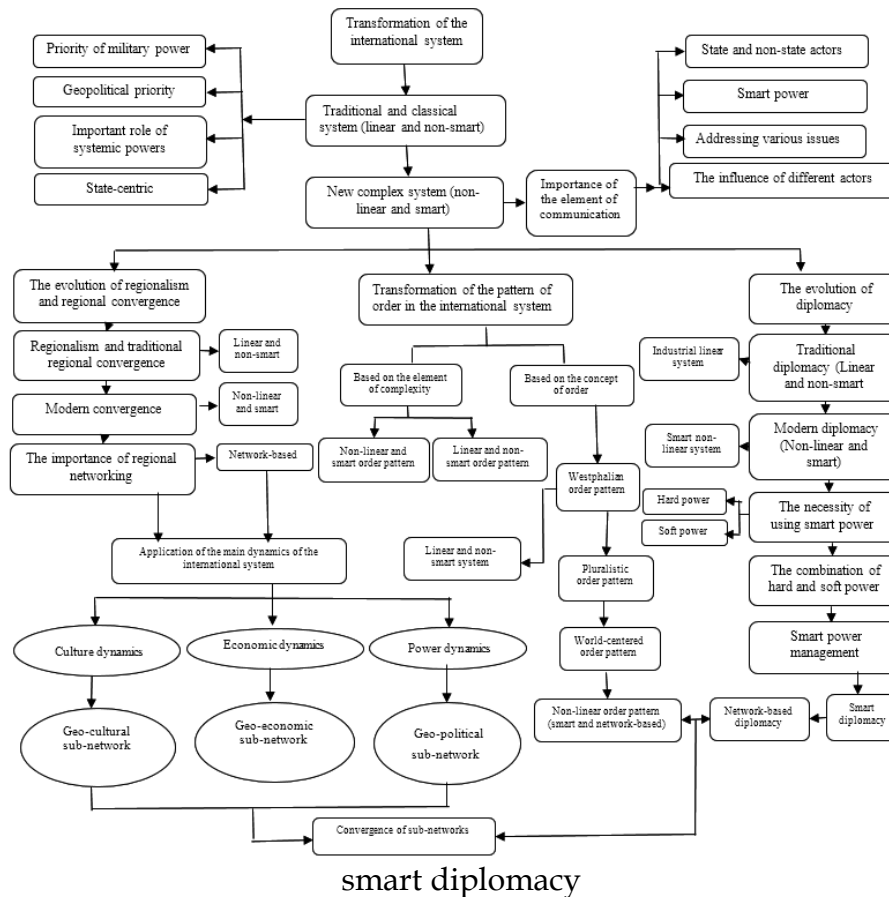 Transformation of the
international system
Priority of military power
Geopolitical priority
Important role of
systemic powers
State-centric
Traditional and classical
system (linear and non-smart)
New complex system (non-
linear and smart)
Importance of
the element of
communication
State and non-state actors
Smart power
Addressing various issues
The influence of different actors
The evolution of regionalism
and regional convergence
Regionalism and traditional
regional convergence
Linear and
non-smart
Modern convergence
Non-linear
and smart
The importance of regional
networking
Network-based
Application of the main dynamics of the
international system
Culture dynamics
Economic dynamics
Power dynamics
Geo-cultural
sub-network
Geo-economic
sub-network
Geo-political
sub-network
Convergence of sub-networks
Transformation of the pattern of
order in the international system
Based on the element
of complexity
Based on the concept
of order
Non-linear and
smart order pattern
Linear and non-
smart order pattern
Westphalian
order pattern
Linear and non-
smart system
Pluralistic
order pattern
World-centered
order pattern
Non-linear order pattern
(smart and network-based)
The evolution of
diplomacy
Industrial linear
system
Traditional
diplomacy (Linear
and non-smart
Smart non-
linear system
Modern diplomacy
(Non-linear and
smart)
Hard power
Soft power
The necessity of
using smart power
The combination of
hard and soft power
Smart power
management
Smart
diplomacy
Network-based
diplomacy
smart diplomacy